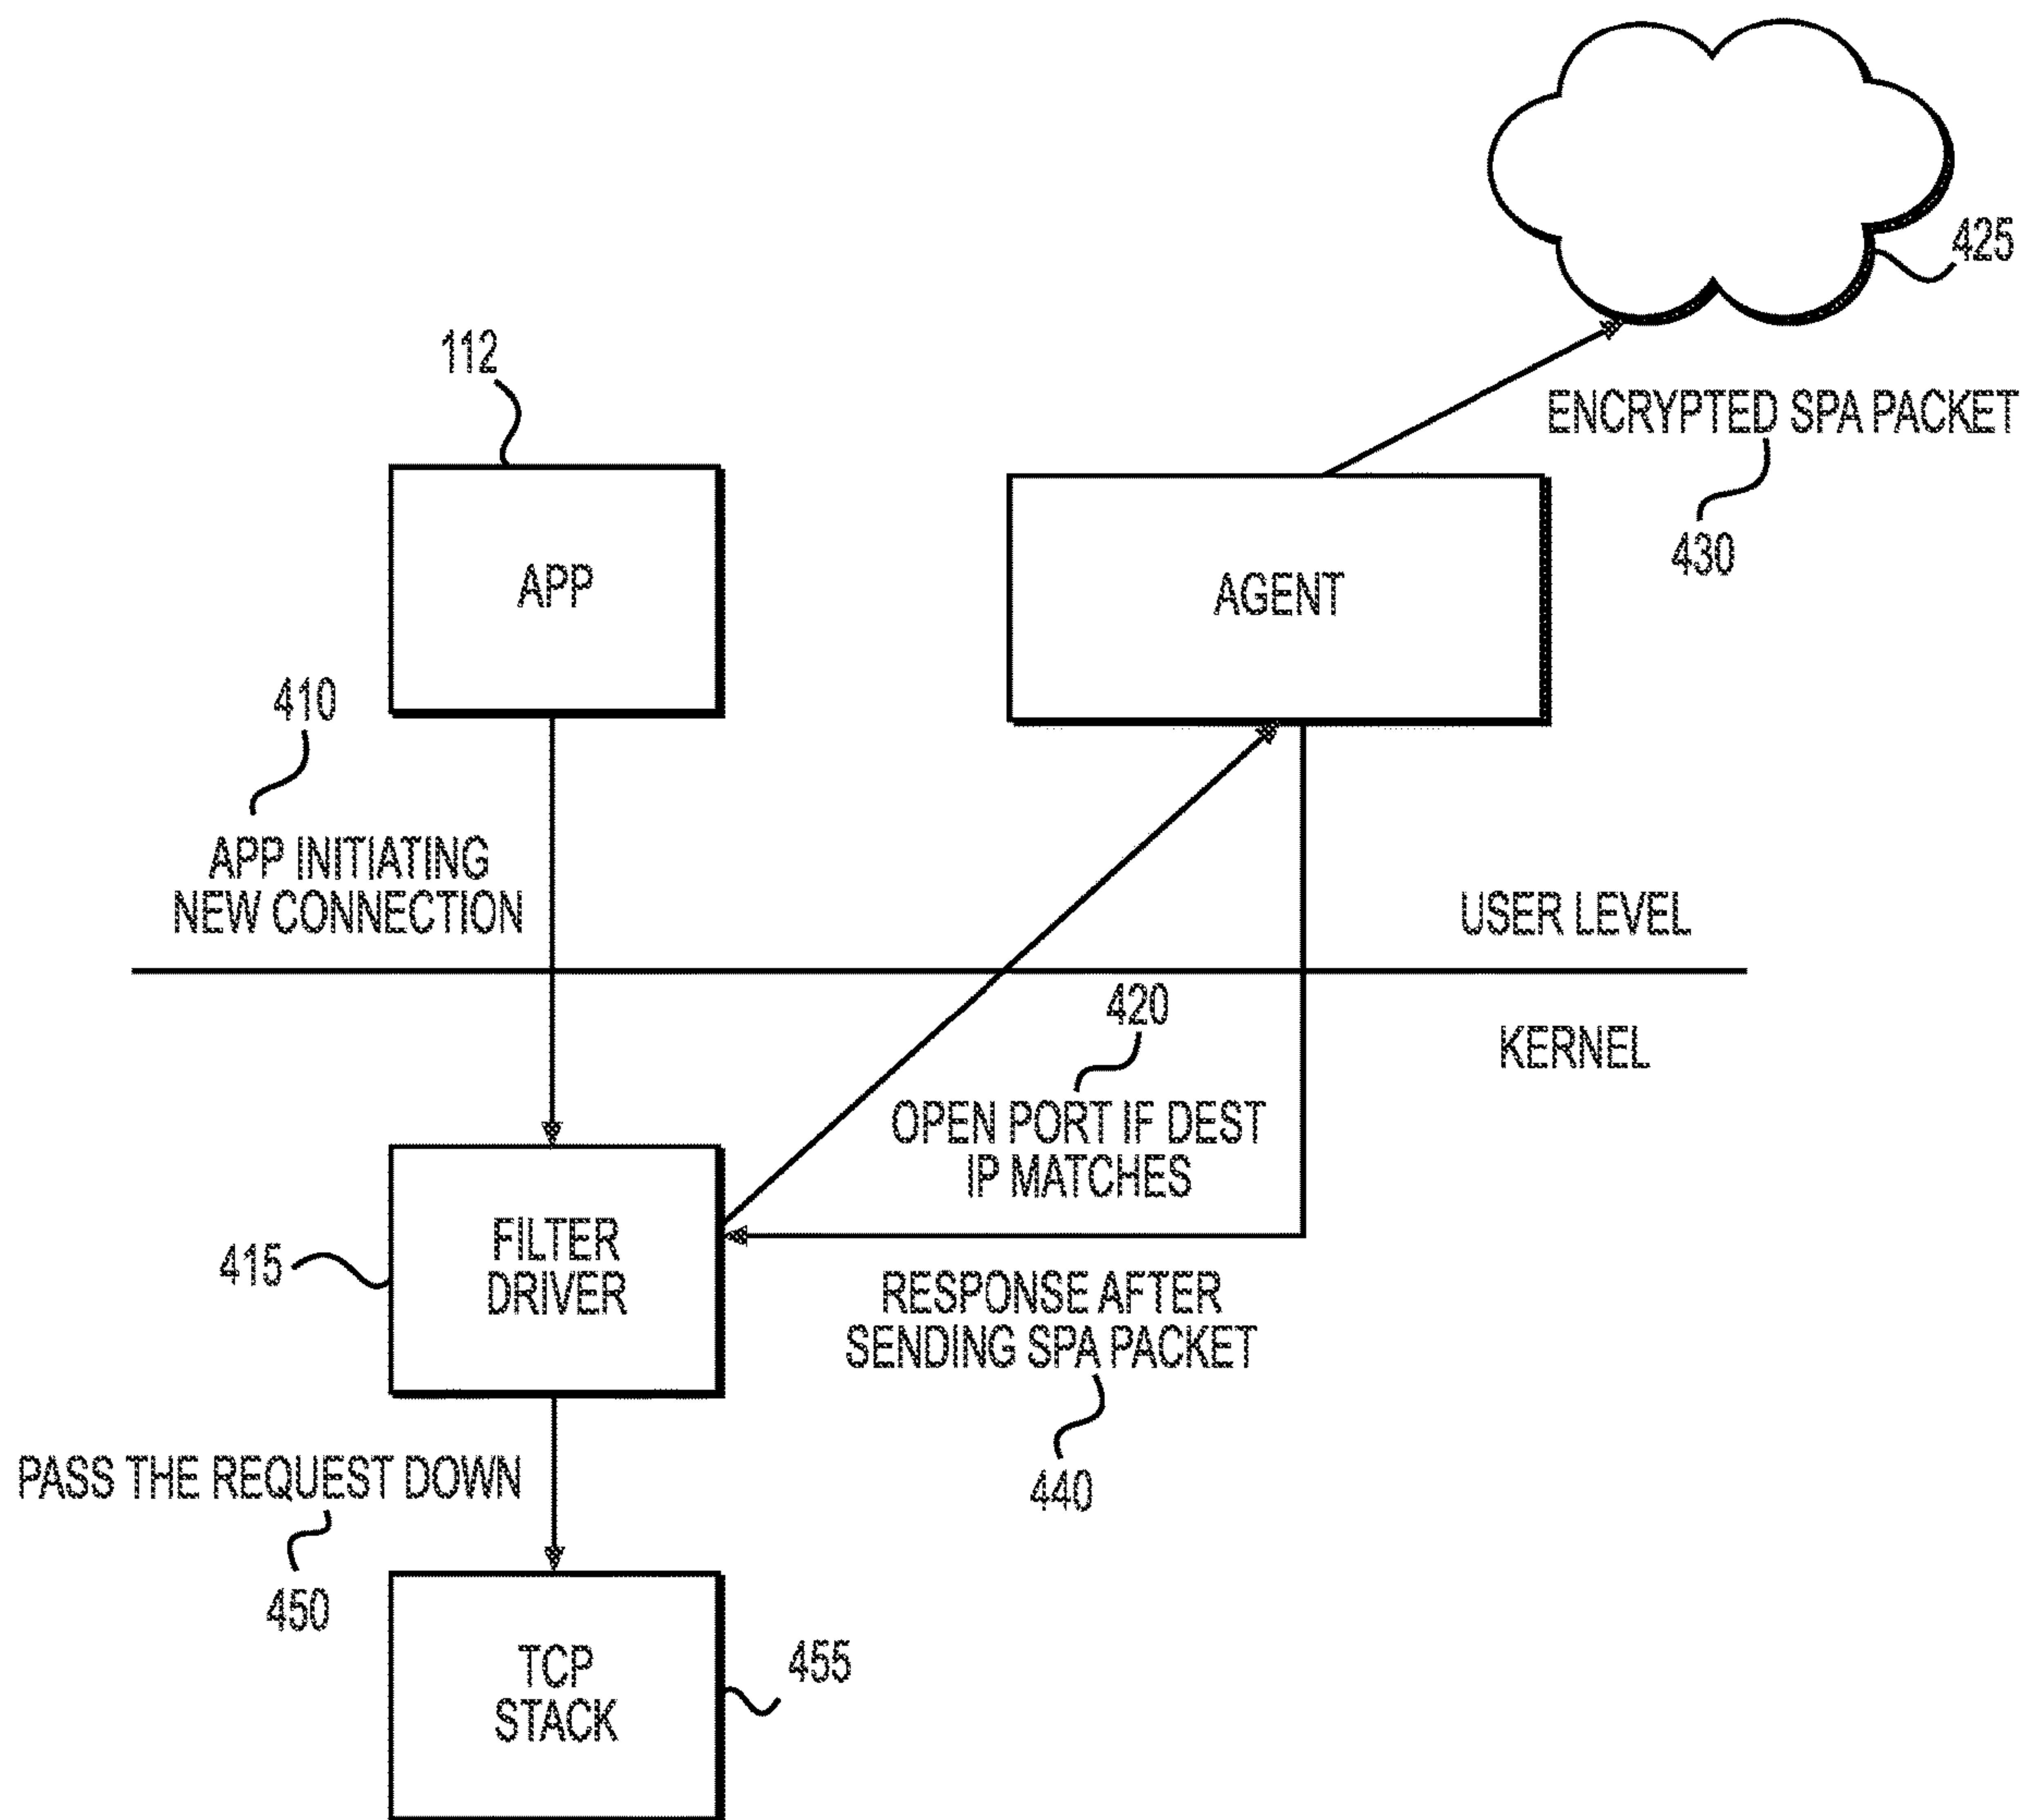 425
112
ENCRYPTED SPA PACKET
430
APP
AGENT
410
APP INITIATING
NEW CONNECTION
USER LEVEL
420
KERNEL
OPEN PORT IF DEST
IP MATCHES
415
FILTER
DRIVER
RESPONSE AFTER
SENDING SPA PACKET
440
PASS THE REQUEST DOWN
450
TCP
STACK
455